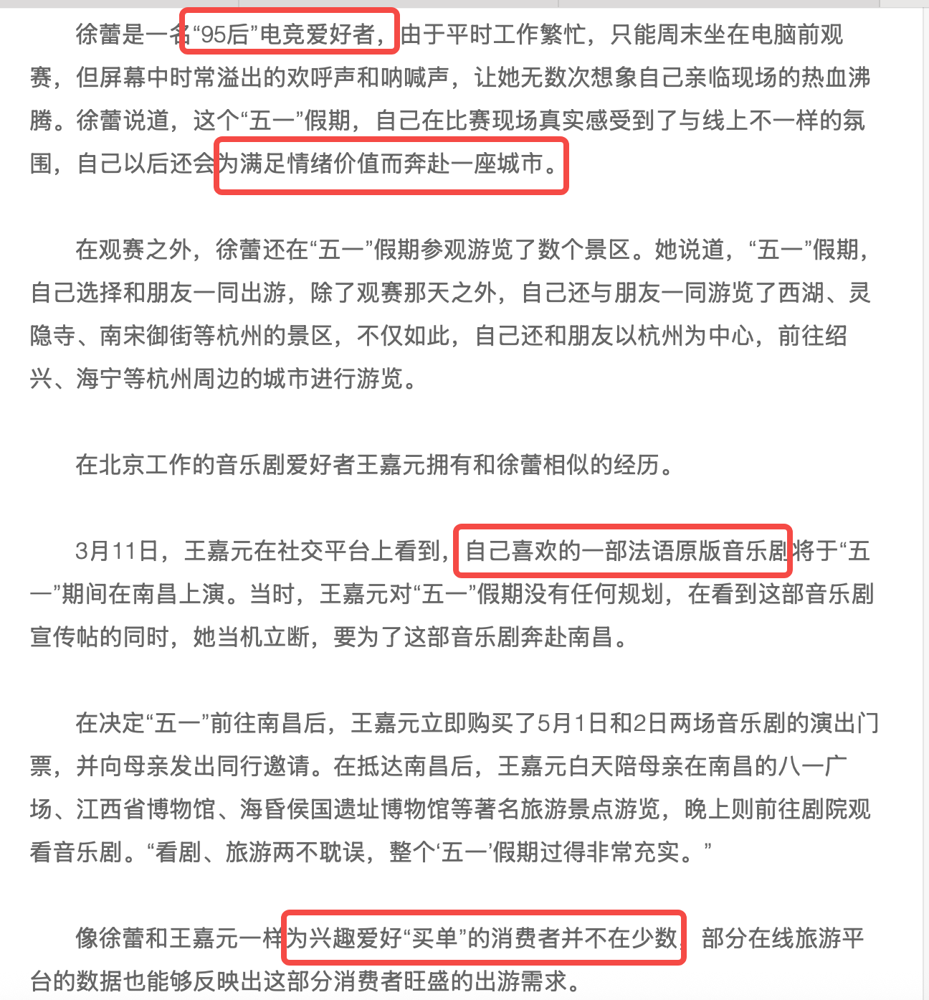 徐蕾是一名“95后”电竞爱好者，由于平时工作繁忙，只能周末坐在电脑前观
赛，但屏幕中时常溢出的欢呼声和呐喊声，让她无数次想象自己亲临现场的热血沸
腾。徐蕾说道，这个“五一”假期，自己在比赛现场真实感受到了与线上不一样的氛
围，自己以后还会为满足情绪价值而奔赴一座城市。
在观赛之外，徐蕾还在“五一”假期参观游览了数个景区。她说道，“五一”假期，
自己选择和朋友一同出游，除了观赛那天之外，自己还与朋友一同游览了西湖、灵
隐寺、南宋御街等杭州的景区，不仅如此，自己还和朋友以杭州为中心，前往绍
兴、海宁等杭州周边的城市进行游览。
在北京工作的音乐剧爱好者王嘉元拥有和徐蕾相似的经历。
3月11日，王嘉元在社交平台上看到，自己喜欢的一部法语原版音乐剧将于“五
一”期间在南昌上演。当时，王嘉元对“五一”假期没有任何规划，在看到这部音乐剧
宣传帖的同时，她当机立断，要为了这部音乐剧奔赴南昌。
在决定“五一”前往南昌后，王嘉元立即购买了5月1日和2日两场音乐剧的演出门
票，并向母亲发出同行邀请。在抵达南昌后，王嘉元白天陪母亲在南昌的八一广
场、江西省博物馆、海昏侯国遗址博物馆等著名旅游景点游览，晚上则前往剧院观
看音乐剧。“看剧、旅游两不耽误，整个‘五一’假期过得非常充实。”
像徐蕾和王嘉元一样为兴趣爱好“买单”的消费者并不在少数，部分在线旅游平
台的数据也能够反映出这部分消费者旺盛的出游需求。